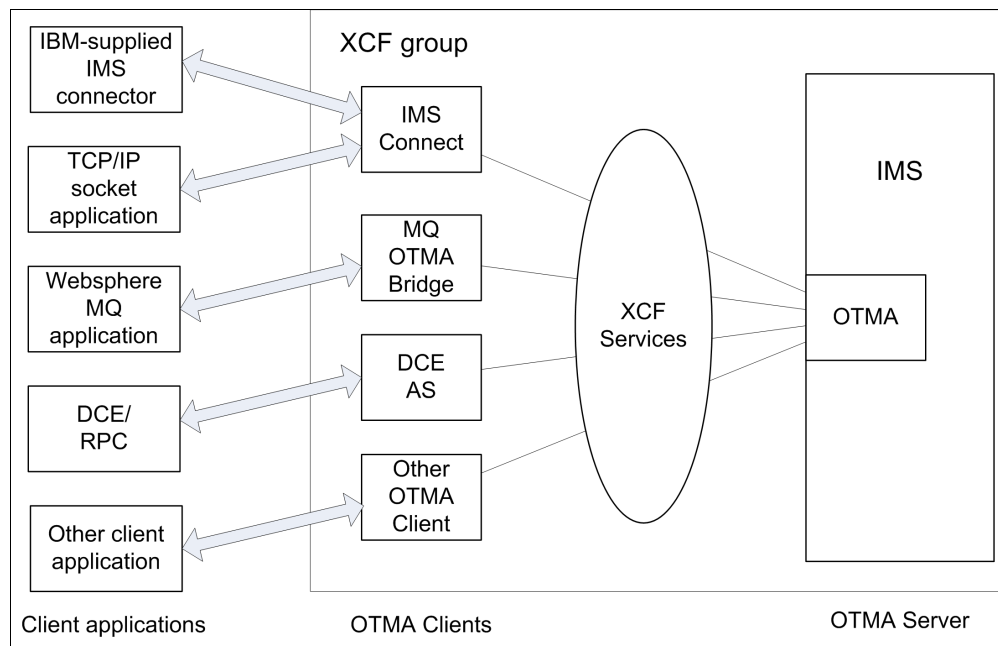 IBM-supplied
IMS
connector
TCP/IP
socket
application
Websphere
MQ
application
DCE/
RPC
Other client
application
Client applications
XCF group
IMS
Connect
MQ
OTMA
Bridge
DCE
AS
Other
OTMA
Client
OTMA Clients
XCF
Services
IMS
OTMA
OTMA Server